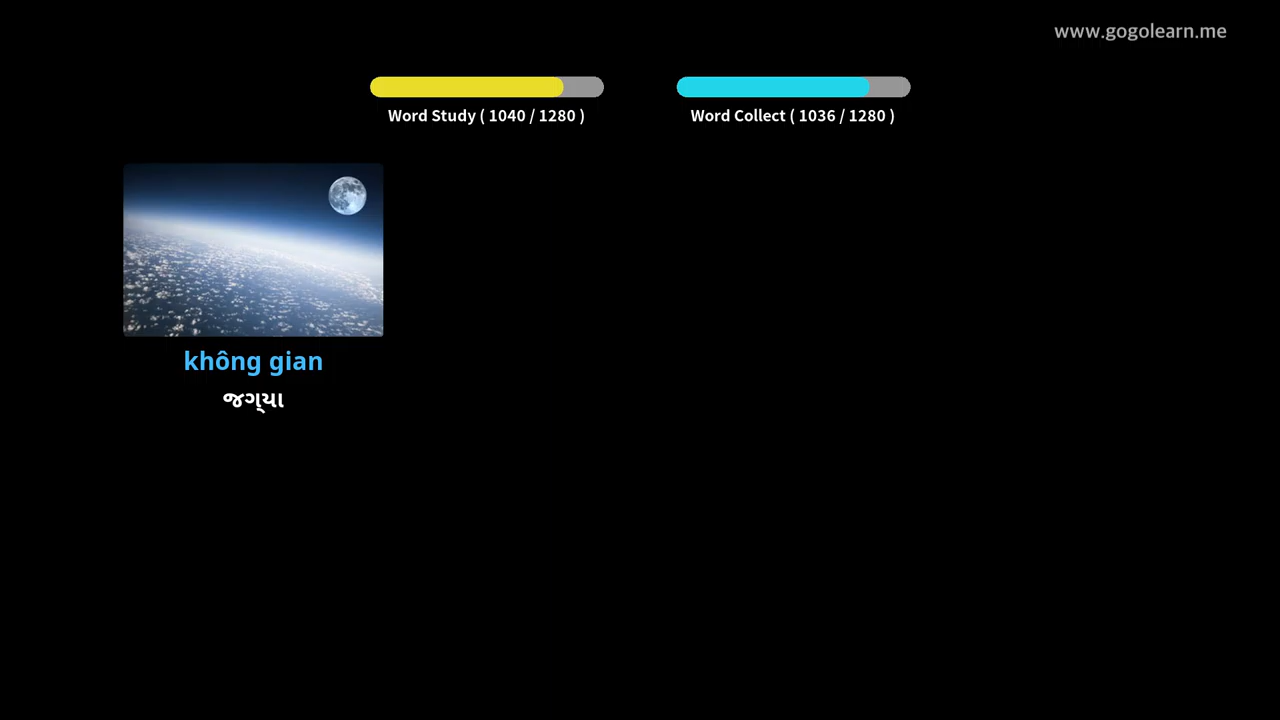 www.gogolearn.me
Word Study ( 1040 / 1280 )
Word Collect ( 1036 / 1280 )
không gian
જગ્યા